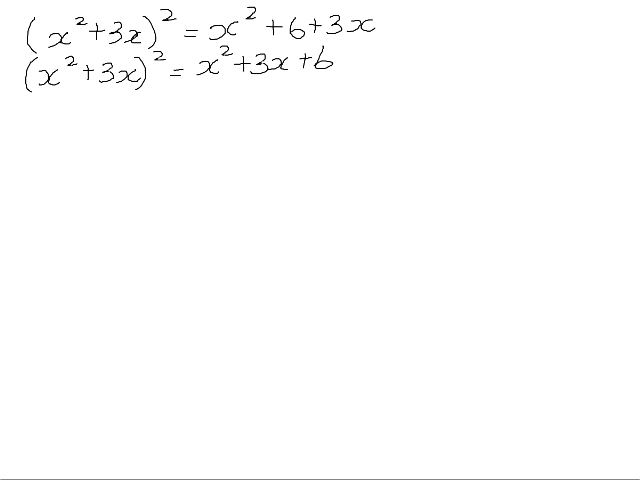 (x²+3x)² = x²+6+3x
(x²+3x)² = x²+3x+6